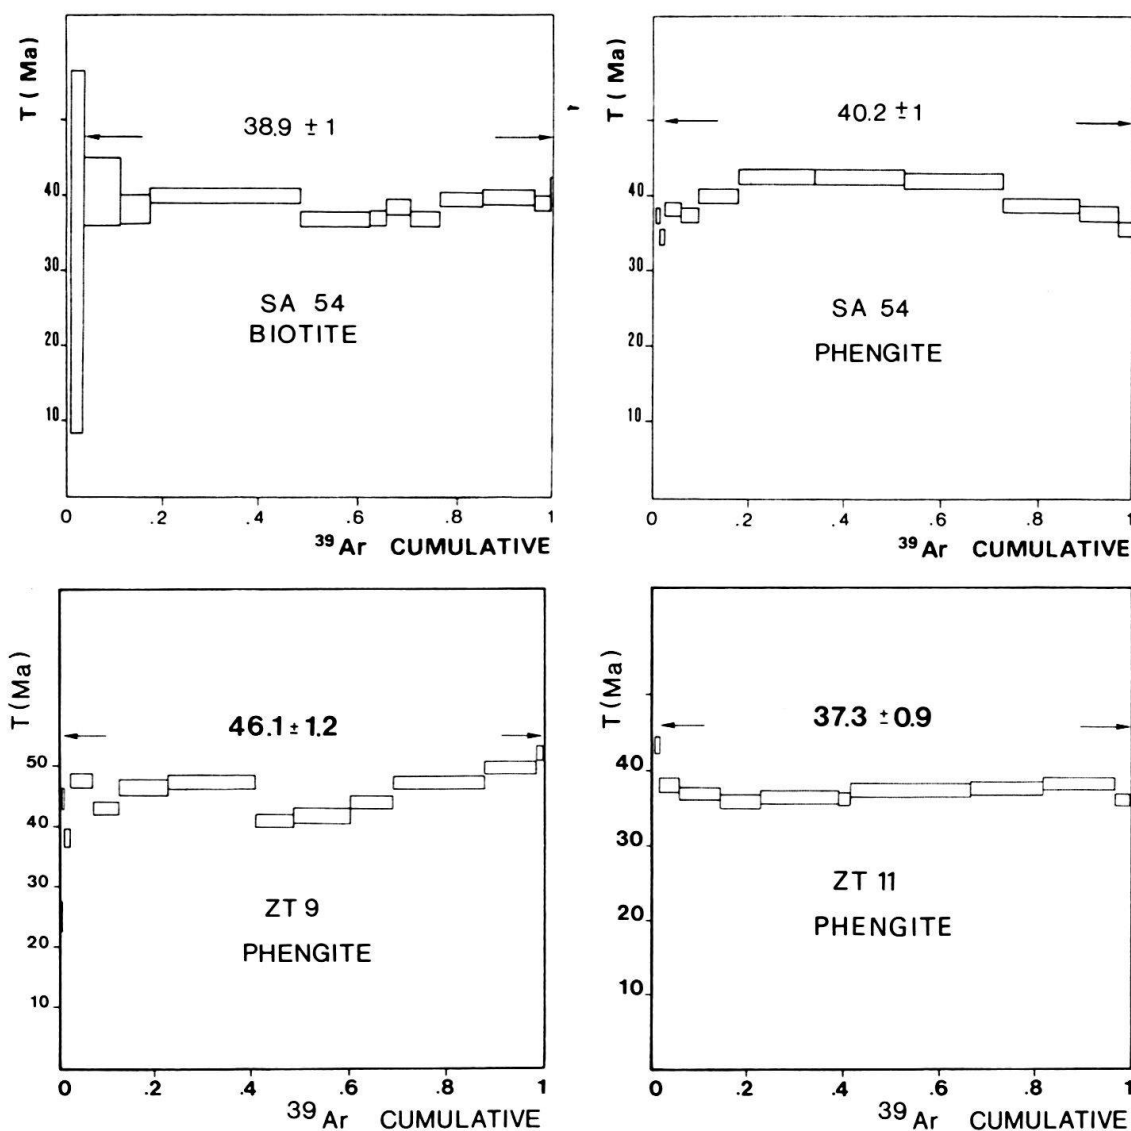 T (Ma)
38.9 ± 1
40
30
20
10
SA 54
BIOTITE
0 .2 .4 .6 .8 1
³⁹Ar CUMULATIVE
T (Ma)
40.2 ± 1
40
30
20
10
SA 54
PHENGITE
0 .2 .4 .6 .8 1
³⁹Ar CUMULATIVE
T (Ma)
46.1 ± 1.2
50
40
30
20
10
ZT 9
PHENGITE
0 .2 .4 .6 .8 1
³⁹Ar CUMULATIVE
T (Ma)
37.3 ± 0.9
40
30
20
10
ZT 11
PHENGITE
0 .2 .4 .6 .8 1
³⁹Ar CUMULATIVE